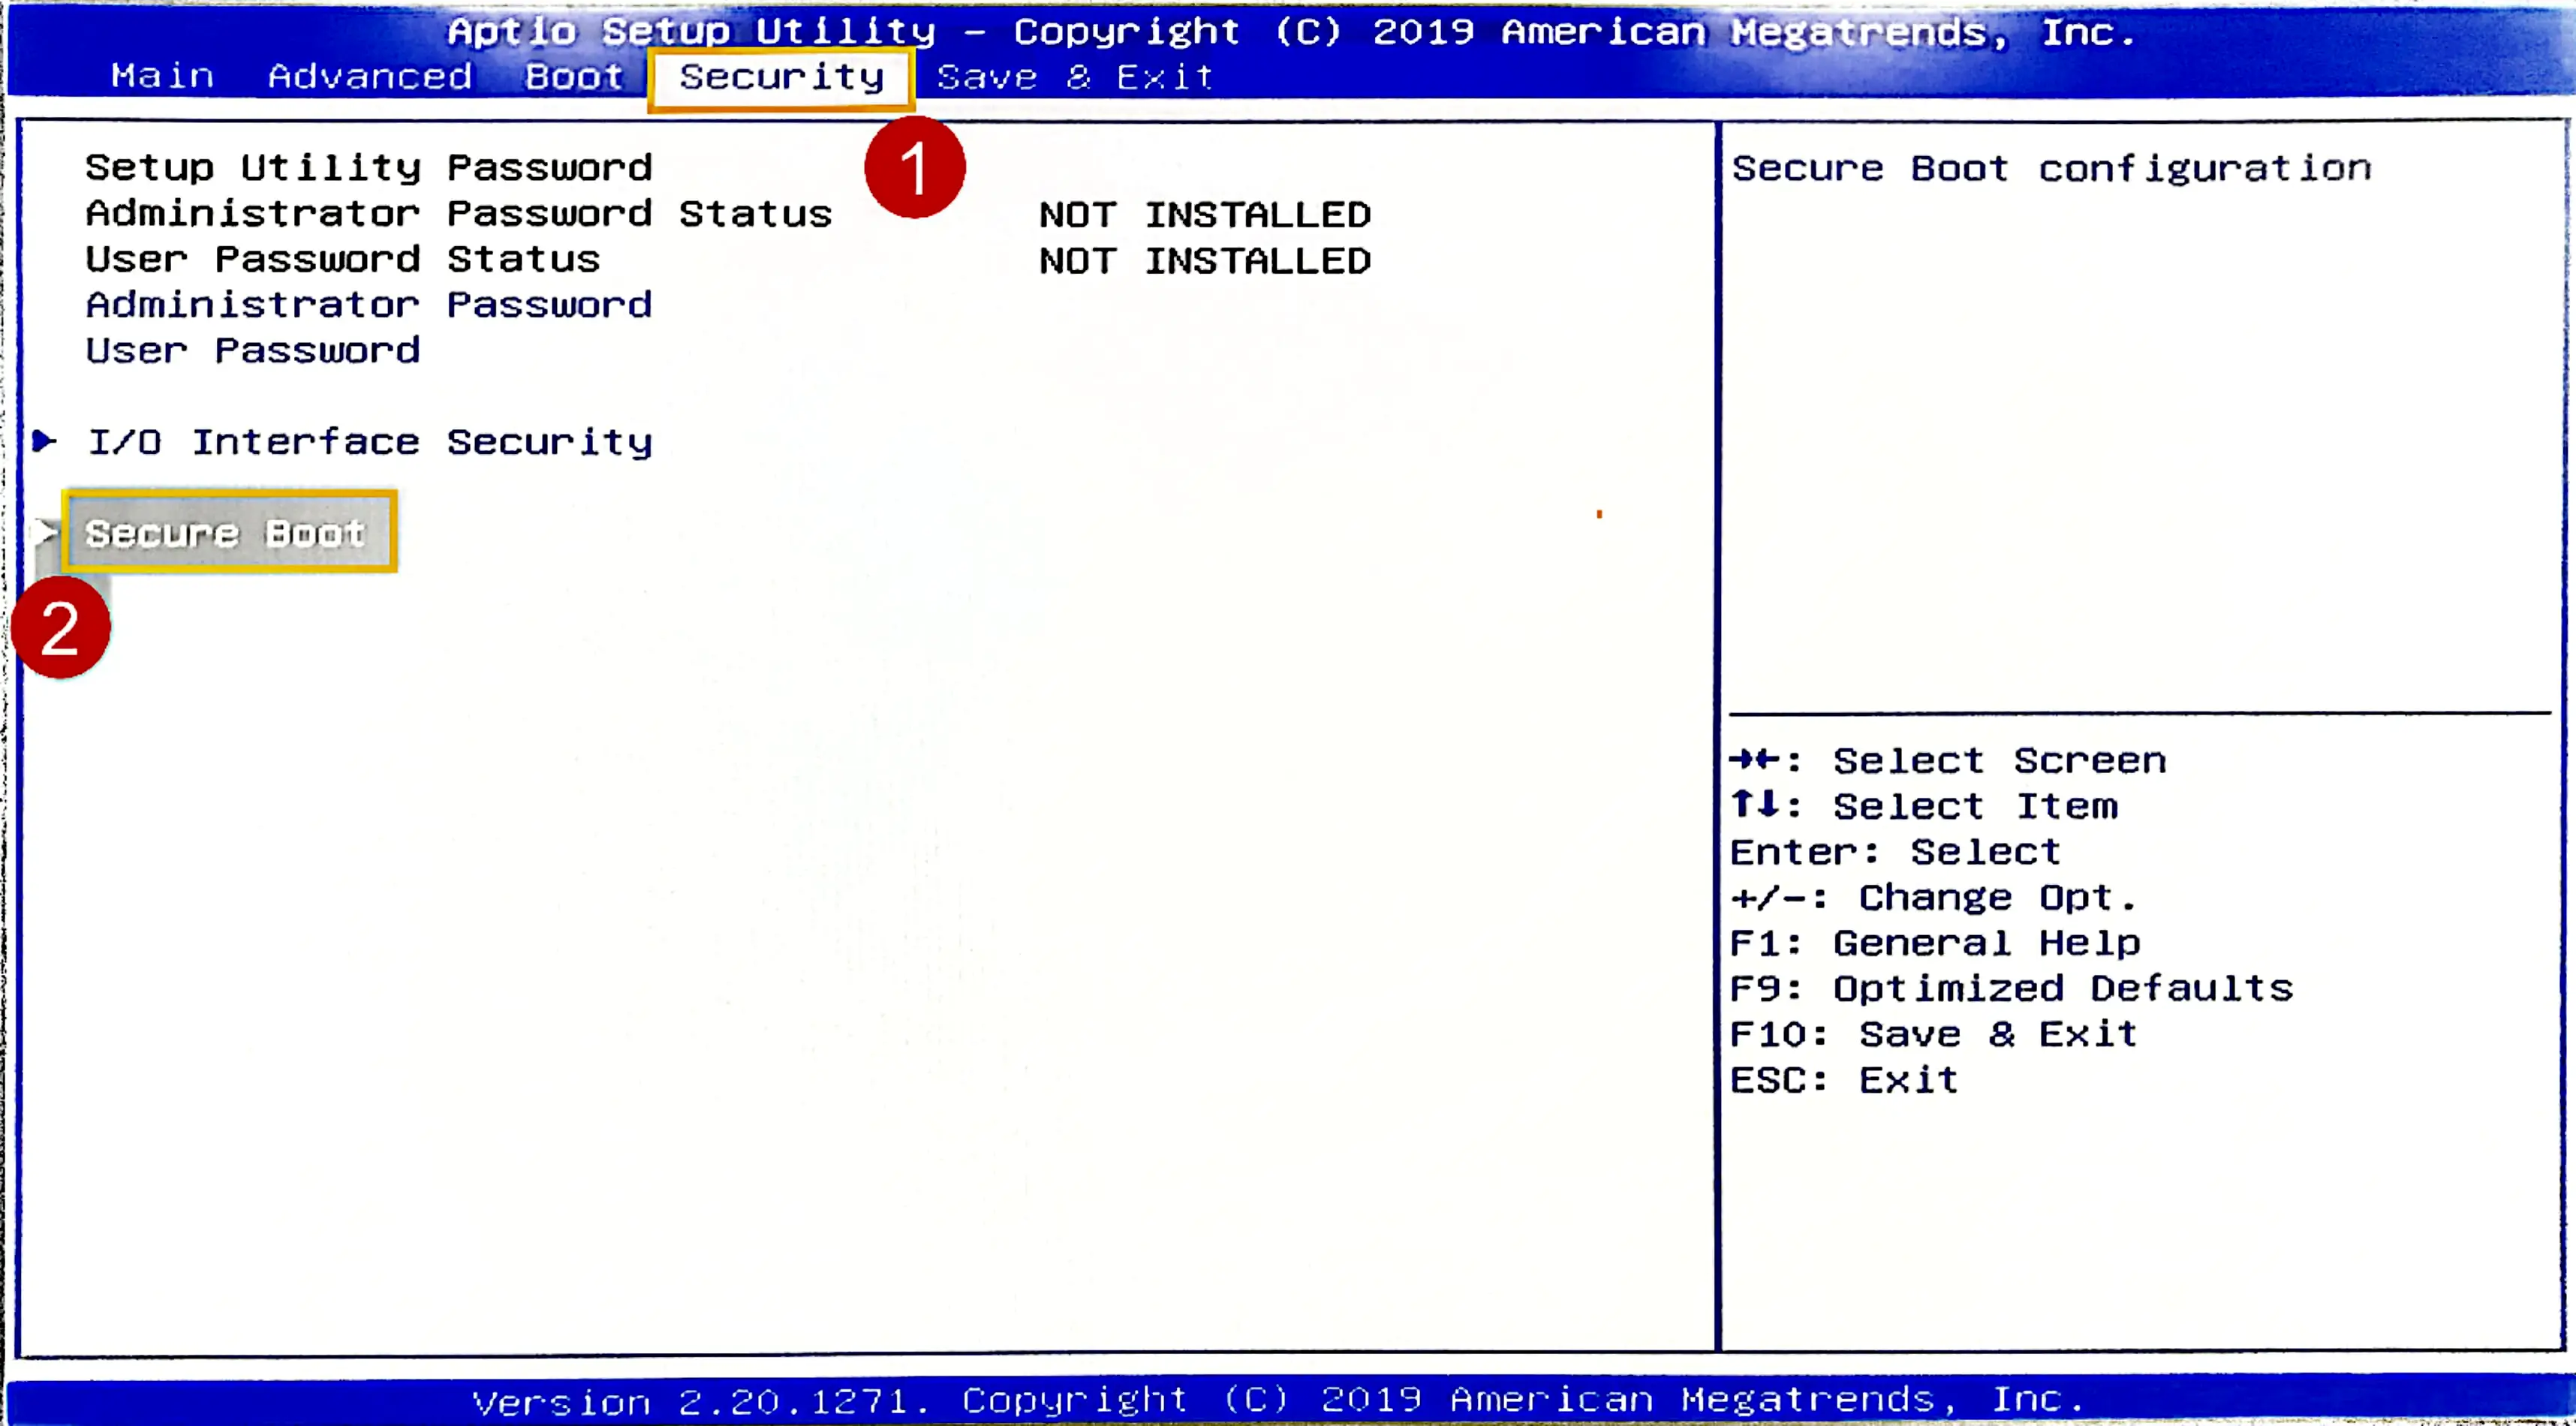 Aptio Setup Utility – Copyright (C) 2019 American Megatrends, Inc.
Main Advanced Boot Security Save & Exit
1
Setup Utility Password
Administrator Password Status NOT INSTALLED
User Password Status NOT INSTALLED
Administrator Password
User Password
► I/O Interface Security
► Secure Boot
2
Secure Boot configuration
→←: Select Screen
↑↓: Select Item
Enter: Select
+/-: Change Opt.
F1: General Help
F9: Optimized Defaults
F10: Save & Exit
ESC: Exit
Version 2.20.1271. Copyright (C) 2019 American Megatrends, Inc.